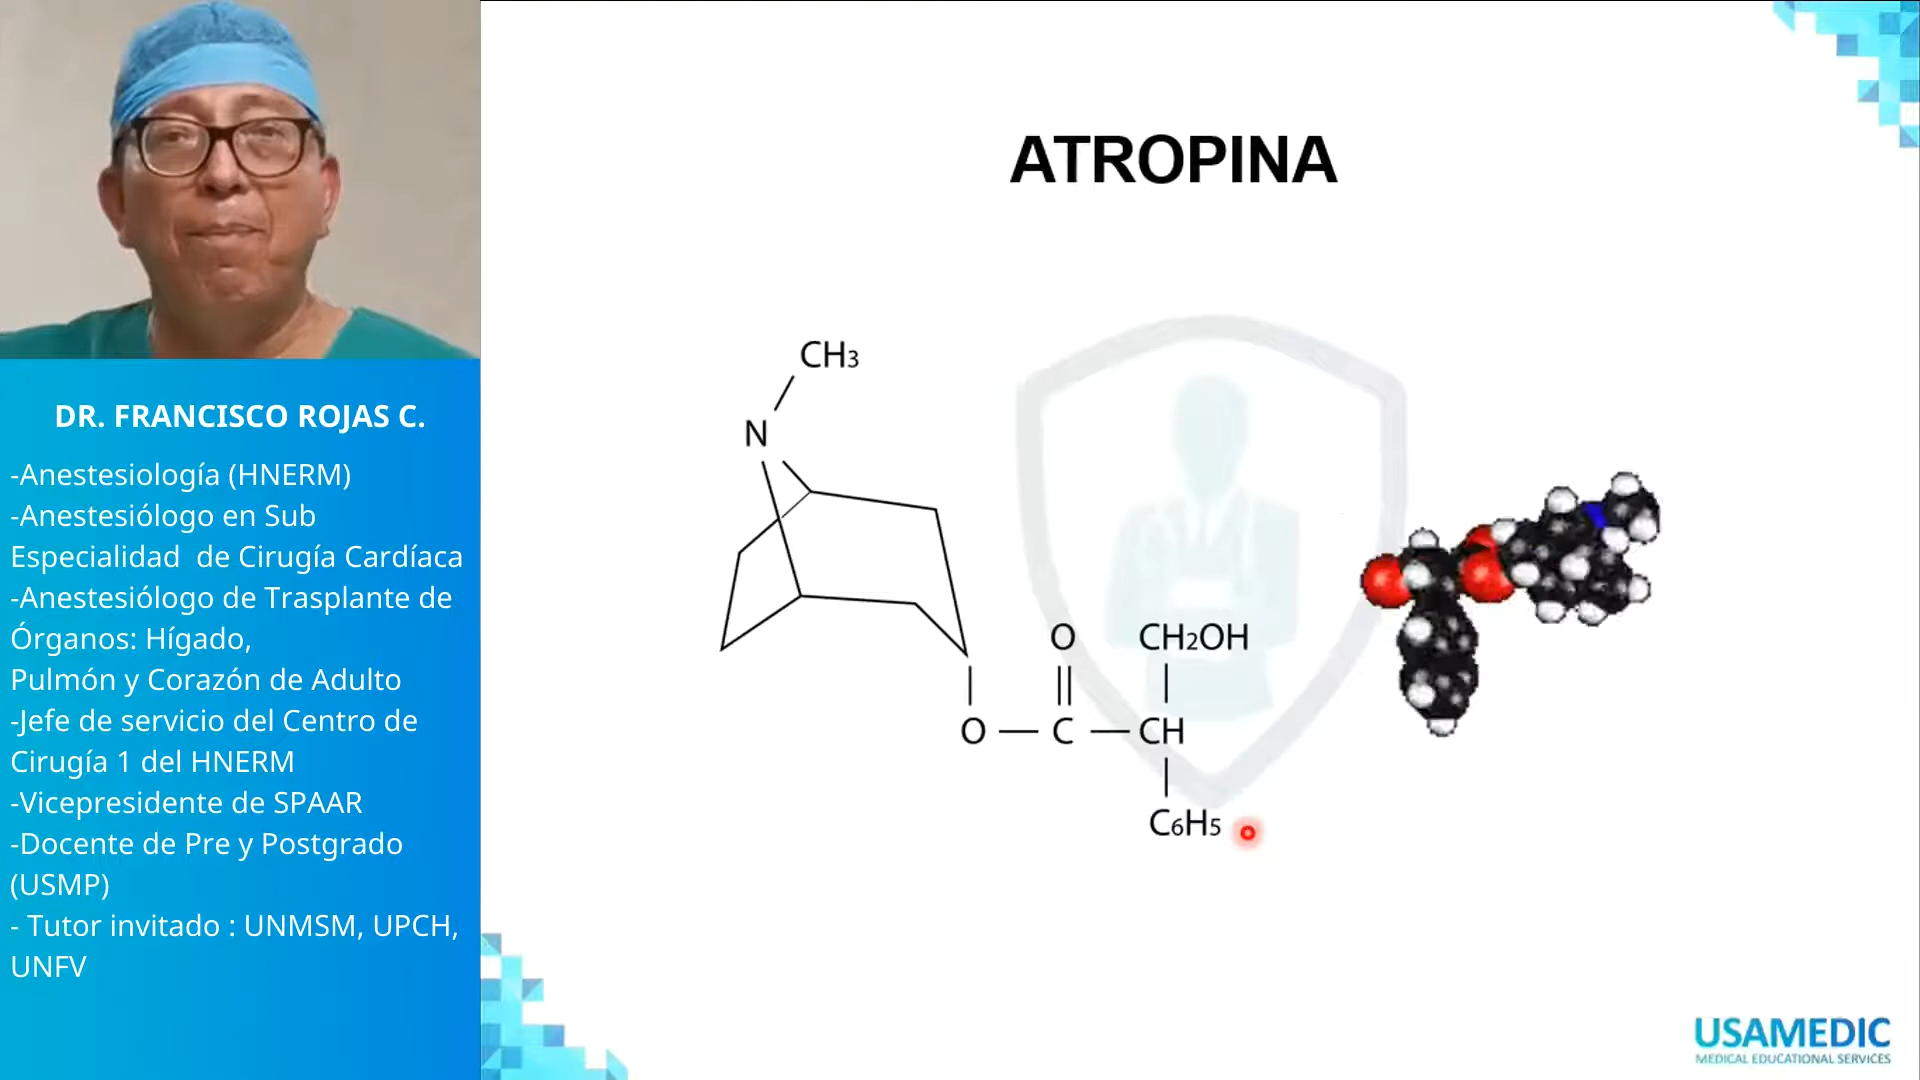 DR. FRANCISCO ROJAS C.
-Anestesiología (HNERM)
-Anestesiólogo en Sub
Especialidad  de Cirugía Cardíaca
-Anestesiólogo de Trasplante de
Órganos: Hígado,
Pulmón y Corazón de Adulto
-Jefe de servicio del Centro de
Cirugía 1 del HNERM
-Vicepresidente de SPAAR
-Docente de Pre y Postgrado
(USMP)
- Tutor invitado : UNMSM, UPCH,
UNFV
ATROPINA
CH3
N
O
CH2OH
O
C
CH
C6H5
USAMEDIC
MEDICAL EDUCATIONAL SERVICES